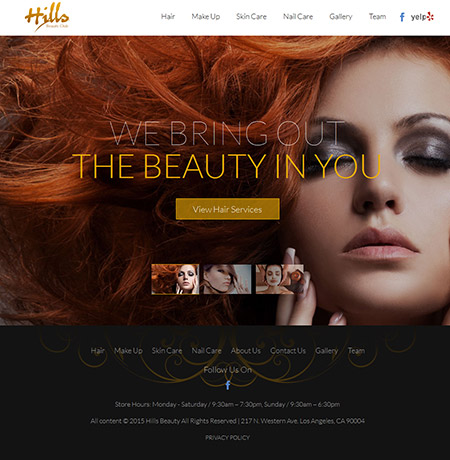 Hills
Beauty Club
Hair Make Up Skin Care Nail Care Gallery Team f yelp
WE BRING OUT
THE BEAUTY IN YOU
View Hair Services
Hair Make Up Skin Care Nail Care About Us Contact Us Gallery Team
Follow Us On
f
Store Hours: Monday - Saturday / 9:30am ~ 7:30pm, Sunday / 9:30am ~ 6:30pm
All content © 2015 Hills Beauty All Rights Reserved | 217 N. Western Ave. Los Angeles, CA 90004
PRIVACY POLICY